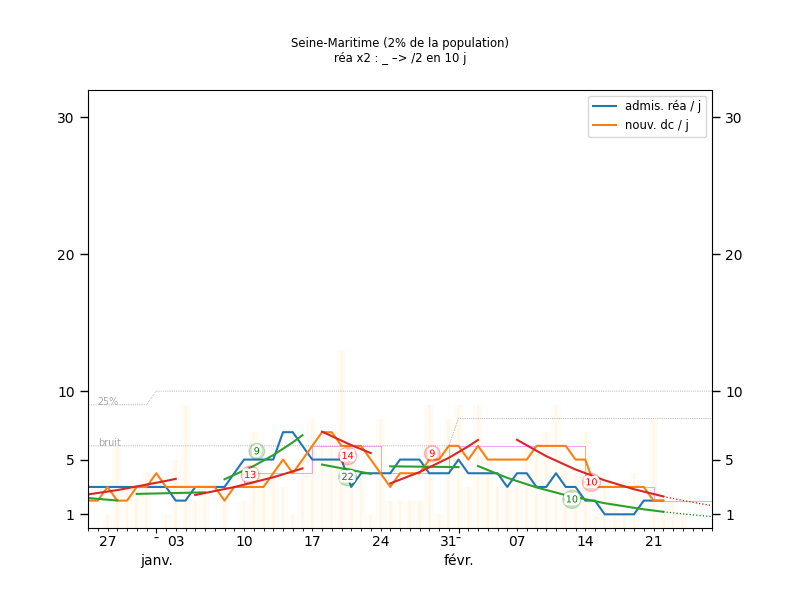 Seine-Maritime (2% de la population)
réa x2 : _ –> /2 en 10 j
admis. réa / j
nouv. dc / j
30 30
20 20
10 10
25%
bruit
5 5
1 1
9
13
14
22
9
10
10
27 - 03 10 17 24 31 - 07 14 21
janv. févr.